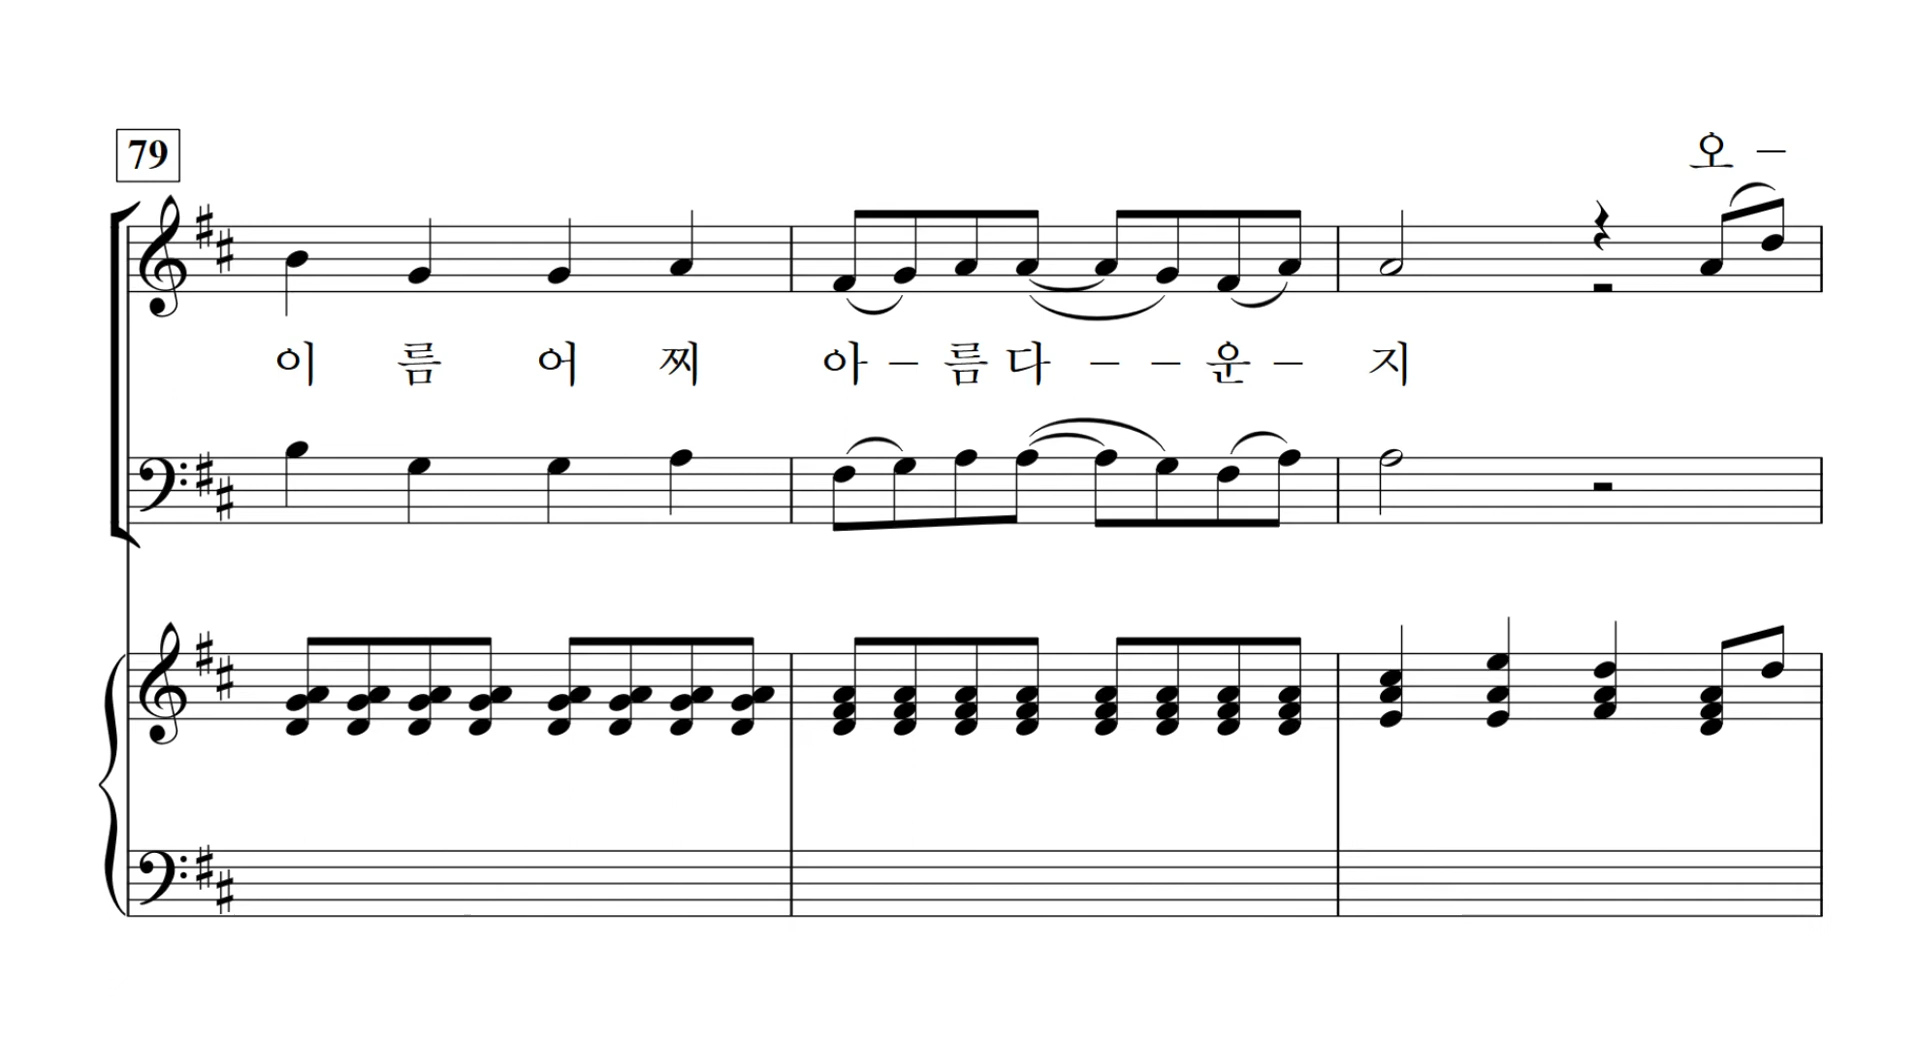 79
오 –
이 름 어 찌 아 – 름 다 – – 운 – 지